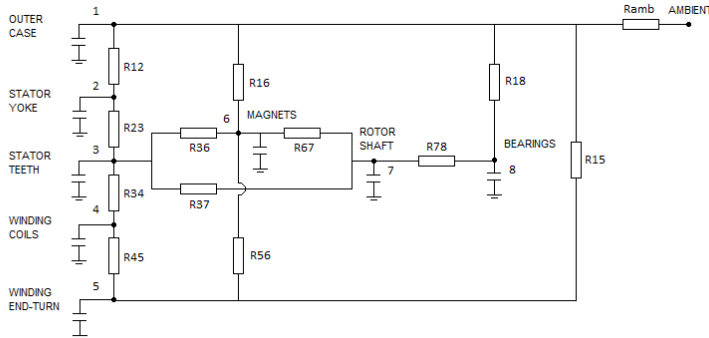 OUTER
CASE
1
Ramb
AMBIENT
R12
R16
R18
STATOR
YOKE
2
R23
6
MAGNETS
STATOR
TEETH
3
R36
R67
ROTOR
SHAFT
R78
BEARINGS
R15
7
8
R34
R37
WINDING
COILS
4
R45
R56
WINDING
END-TURN
5